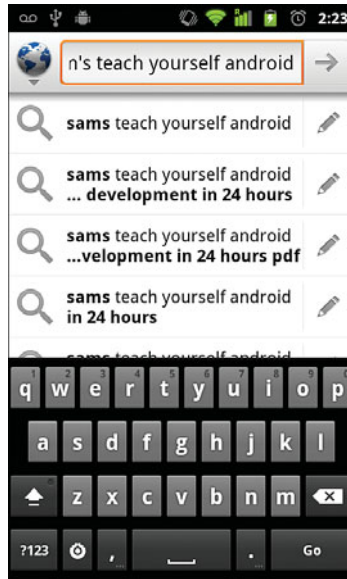 2:23
n's teach yourself android
sams teach yourself android
sams teach yourself android
... development in 24 hours
sams teach yourself android
...velopment in 24 hours pdf
sams teach yourself android
in 24 hours
1 2 3 4 5 6 7 8 9 0
q w e r t y u i o p
a s d f g h j k l
z x c v b n m
?123 , ... . ... Go